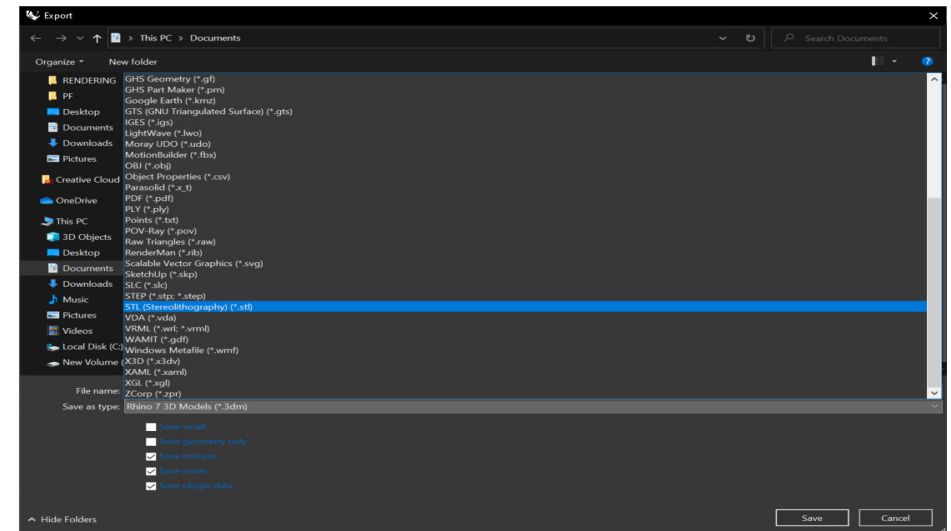 Export
This PC > Documents
Search Documents
Organize
New folder
RENDERING
PF
Desktop
Documents
Downloads
Pictures
Creative Cloud
OneDrive
This PC
3D Objects
Desktop
Documents
Downloads
Music
Pictures
Videos
Local Disk (C:)
New Volume (
GHS Geometry (*.gf)
GHS Part Maker (*.pm)
Google Earth (*.kmz)
GTS (GNU Triangulated Surface) (*.gts)
IGES (*.igs)
LightWave (*.lwo)
Moray UDO (*.udo)
MotionBuilder (*.fbx)
OBJ (*.obj)
Object Properties (*.csv)
Parasolid (*.x_t)
PDF (*.pdf)
PLY (*.ply)
Points (*.txt)
POV-Ray (*.pov)
Raw Triangles (*.raw)
RenderMan (*.rib)
Scalable Vector Graphics (*.svg)
SketchUp (*.skp)
SLC (*.slc)
STEP (*.stp; *.step)
STL (Stereolithography) (*.stl)
VDA (*.vda)
VRML (*.wrl; *.vrml)
WAMIT (*.gdf)
Windows Metafile (*.wmf)
X3D (*.x3dv)
XAML (*.xaml)
XGL (*.xgl)
ZCorp (*.zpr)
File name:
Save as type: Rhino 7 3D Models (*.3dm)
Save small
Save geometry only
Save textures
Save notes
Save plugin data
Hide Folders
Save
Cancel